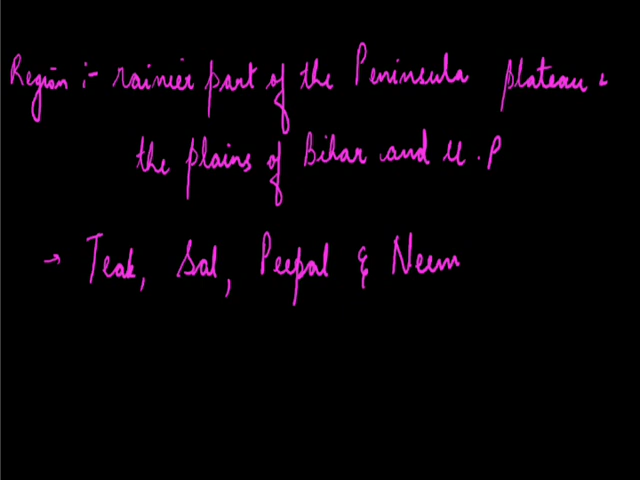 Region :- rainier part of the Peninsula plateau &
the plains of Bihar and U.P
→ Teak, Sal, Peepal & Neem